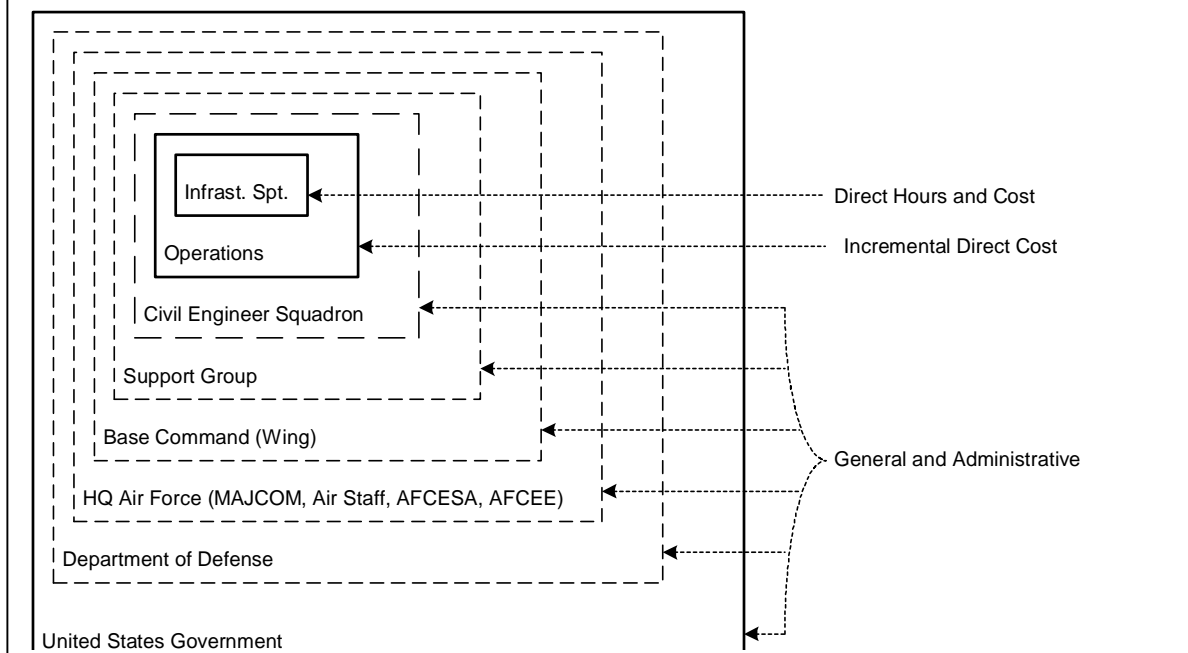 Infrast. Spt.
Direct Hours and Cost
Operations
Incremental Direct Cost
Civil Engineer Squadron
Support Group
Base Command (Wing)
General and Administrative
HQ Air Force (MAJCOM, Air Staff, AFCESA, AFCEE)
Department of Defense
United States Government